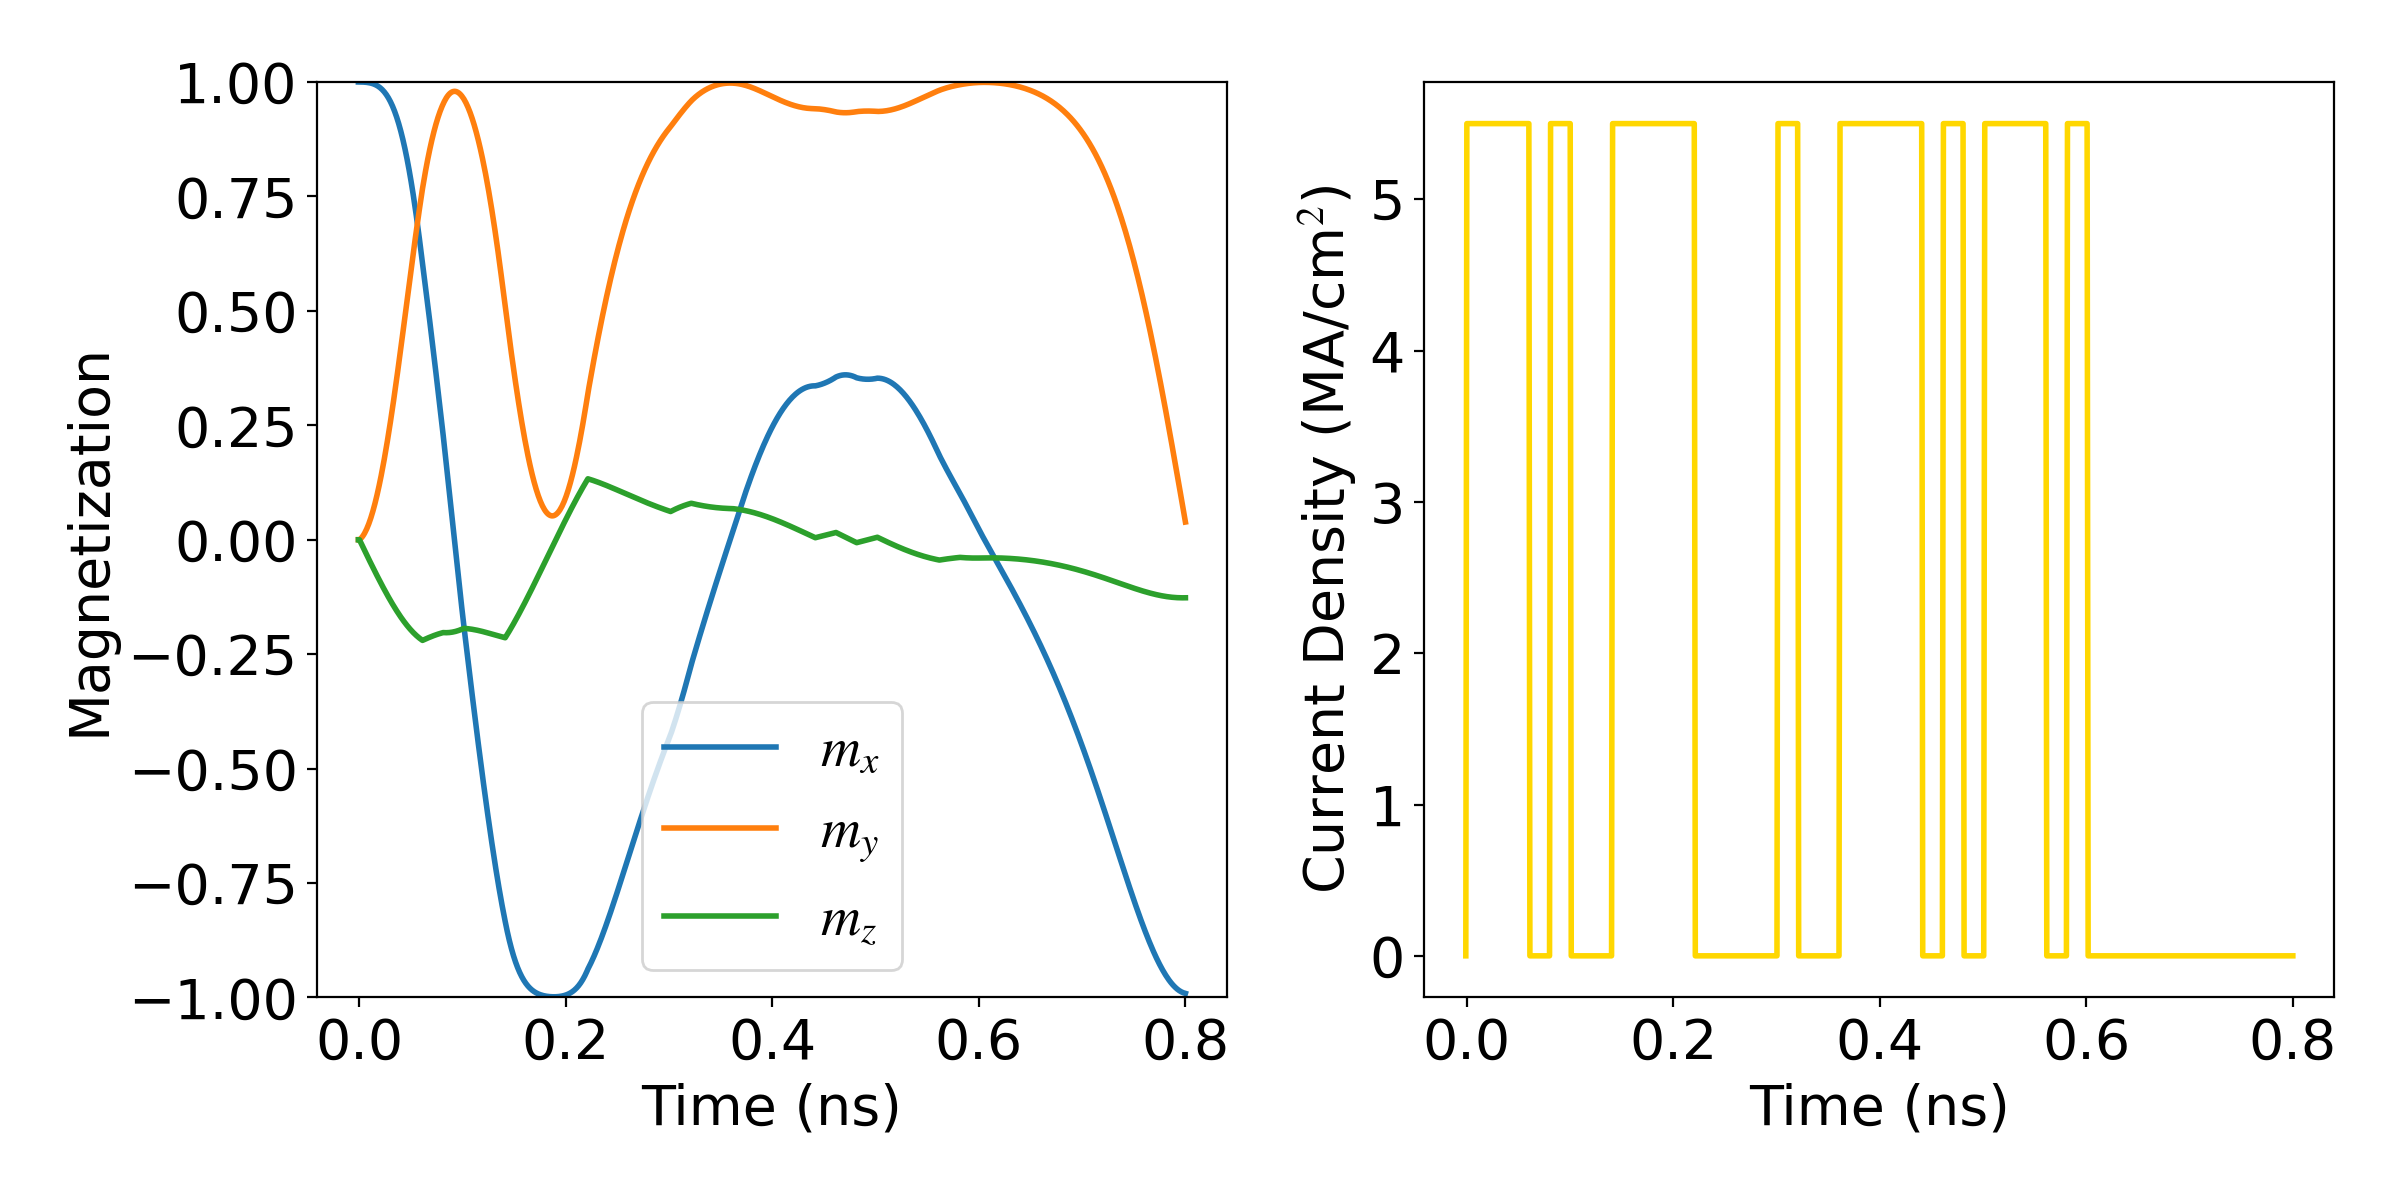 1.00
0.75
0.50
0.25
0.00
−0.25
−0.50
−0.75
−1.00
Magnetization
0.0 0.2 0.4 0.6 0.8
Time (ns)
m_x
m_y
m_z
5
4
3
2
1
0
Current Density (MA/cm²)
0.0 0.2 0.4 0.6 0.8
Time (ns)